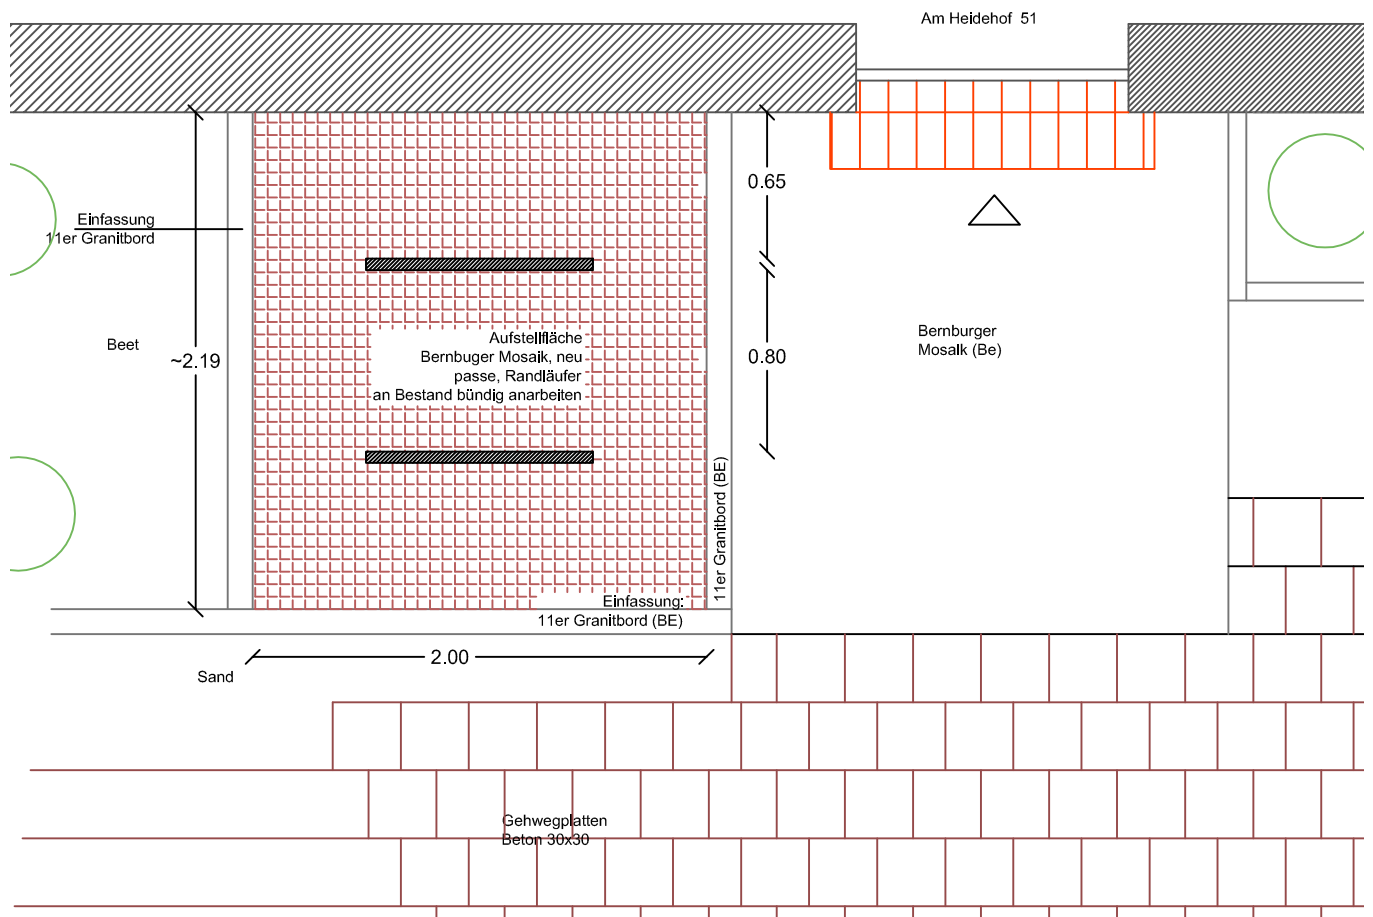 Am Heidehof 51
0.65
Einfassung
11er Granitbord
Beet
~2.19
Aufstellfläche
Bernbuger Mosaik, neu
passe, Randläufer
an Bestand bündig anarbeiten
0.80
Bernburger
Mosaik (Be)
11er Granitbord (BE)
Einfassung:
11er Granitbord (BE)
2.00
Sand
Gehwegplatten
Beton 30x30